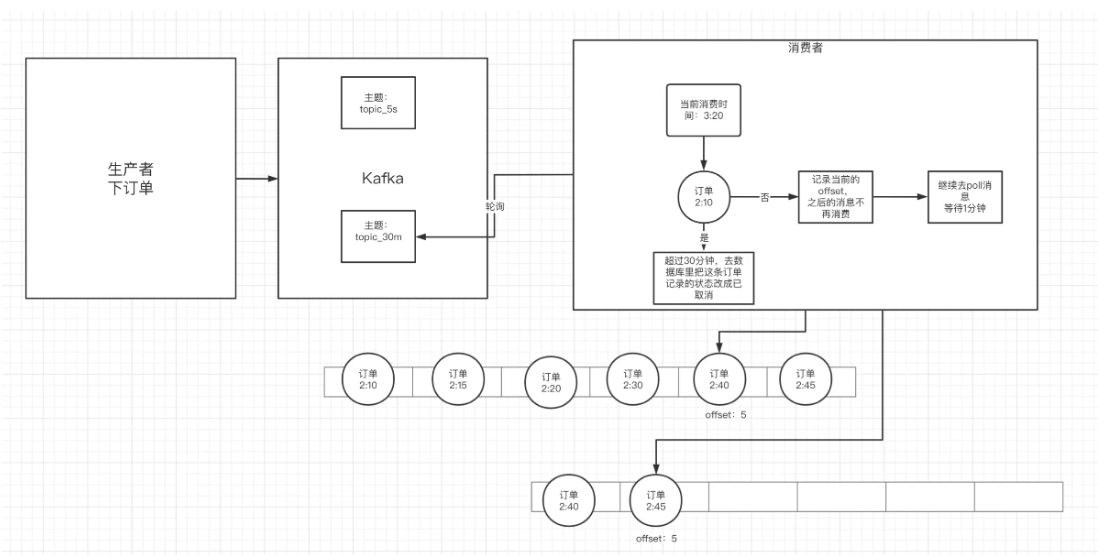 消费者
主题：
topic_5s
当前消费时
间：3:20
生产者
下订单
Kafka
记录当前的
offset，
之后的消息不
再消费
继续去poll消
息
等待1分钟
订单
2:10
否
轮询
主题：
topic_30m
是
超过30分钟，去数
据库里把这条订单
记录的状态改成已
取消
订单
2:10
订单
2:15
订单
2:20
订单
2:30
订单
2:40
订单
2:45
offset：5
订单
2:40
订单
2:45
offset：5